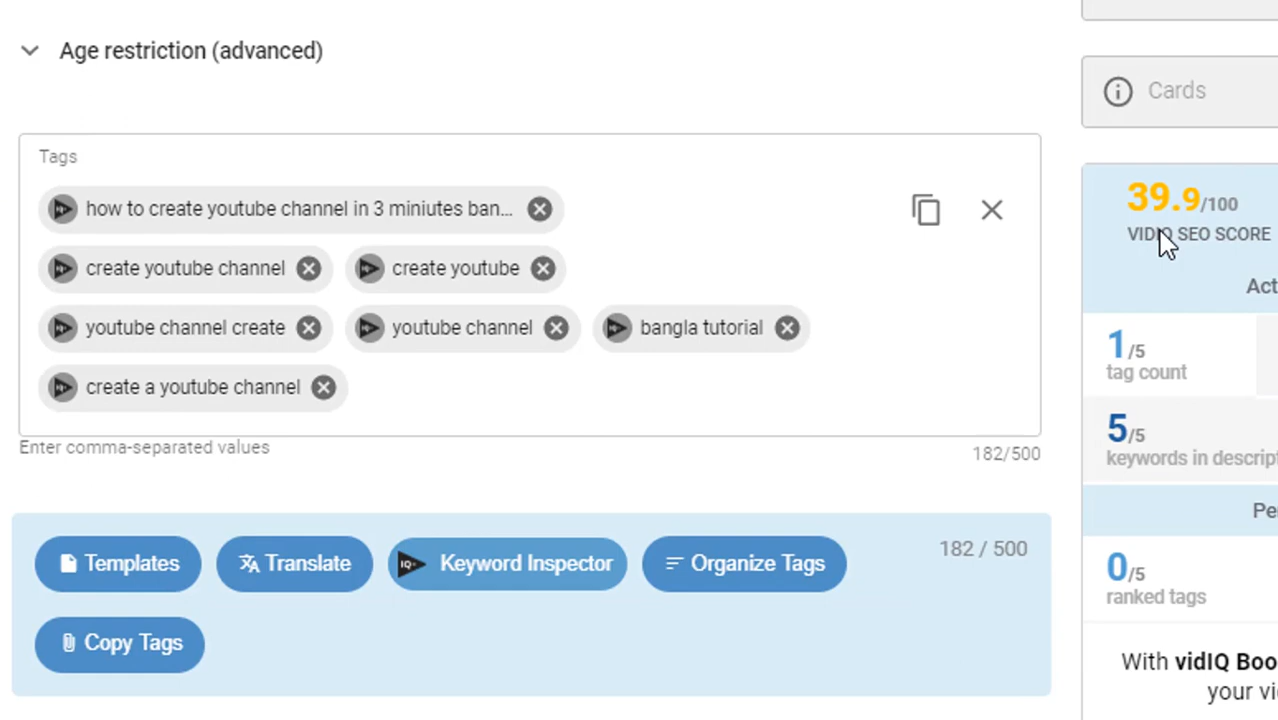 Age restriction (advanced)
Cards
Tags
how to create youtube channel in 3 miniutes ban...
create youtube channel
create youtube
youtube channel create
youtube channel
bangla tutorial
create a youtube channel
Enter comma-separated values
182/500
39.9/100
VIDIQ SEO SCORE
Act
1/5
tag count
5/5
keywords in descript
Pe
0/5
ranked tags
With vidIQ Boo
your vi
Templates
Translate
IQ
Keyword Inspector
Organize Tags
182 / 500
Copy Tags